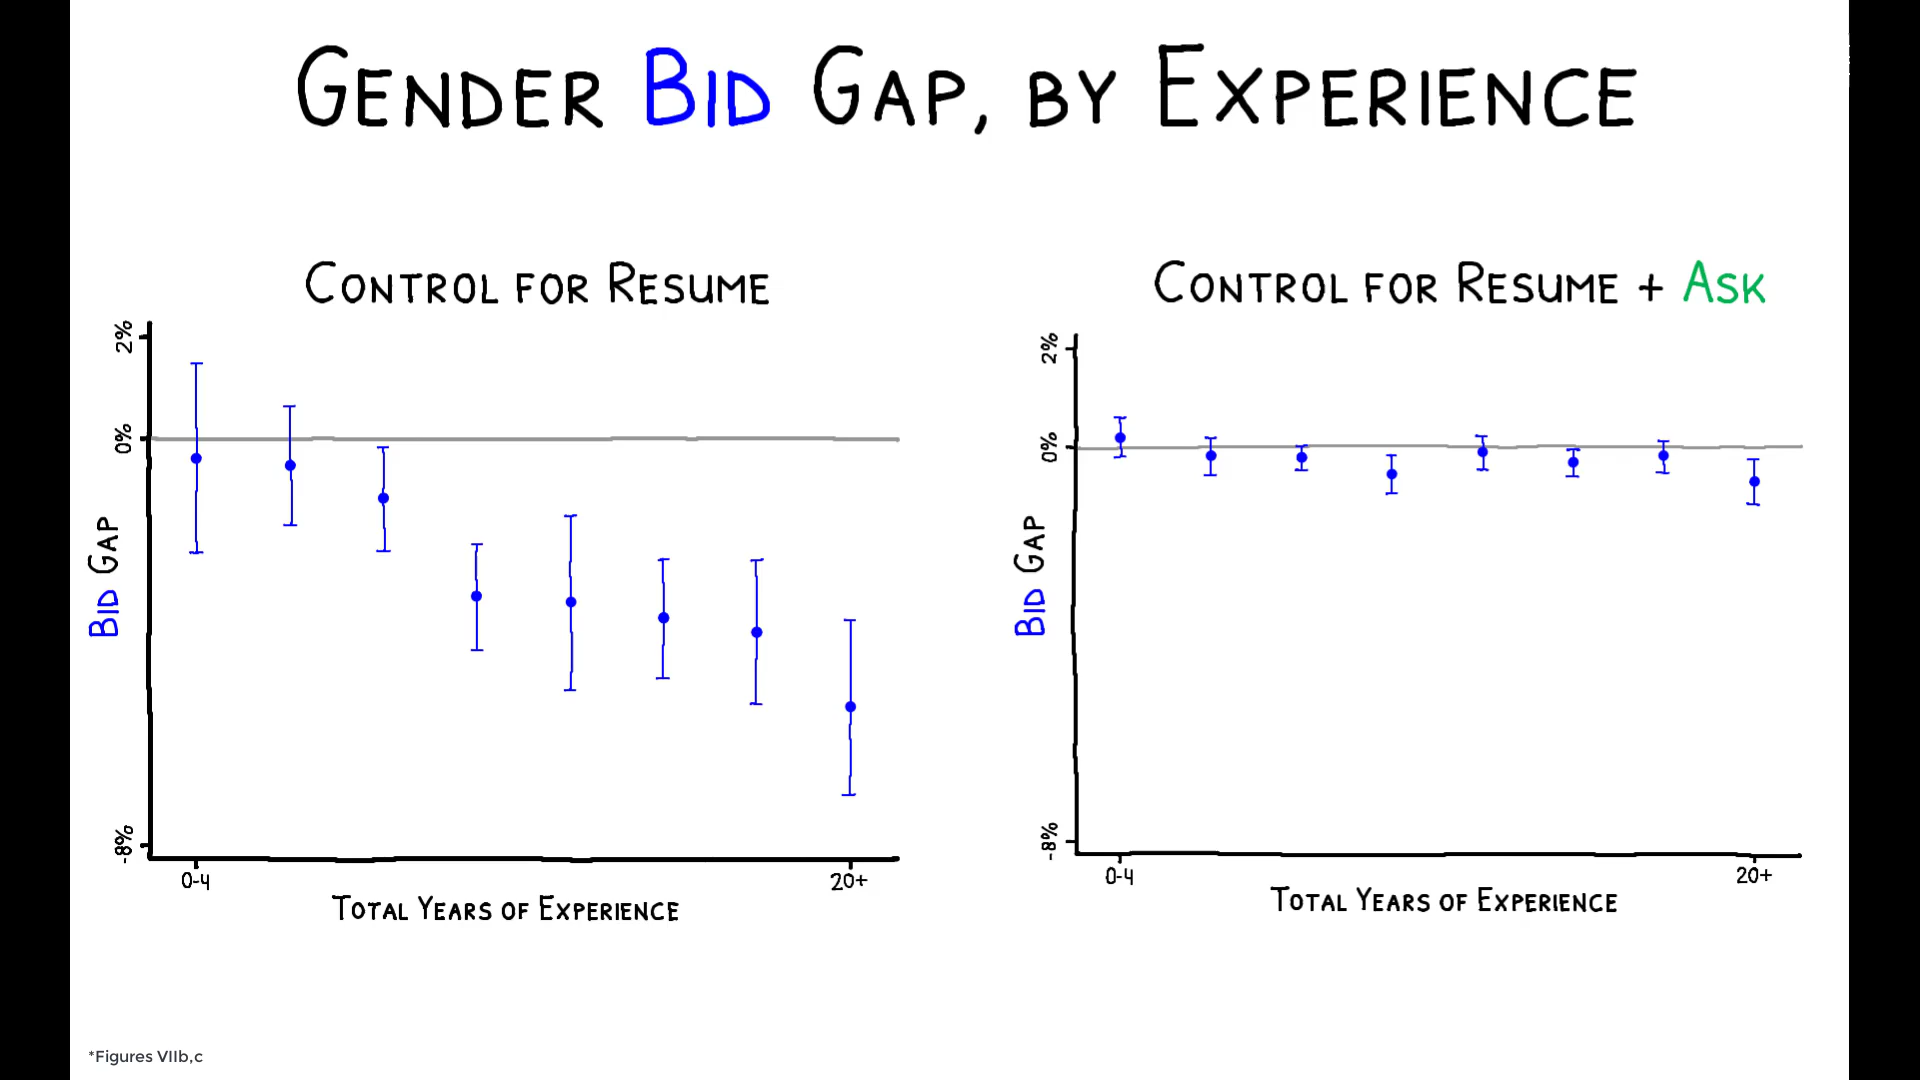 GENDER BID GAP, BY EXPERIENCE
CONTROL FOR RESUME
2%
0%
-8%
BID GAP
0-4
20+
TOTAL YEARS OF EXPERIENCE
CONTROL FOR RESUME + ASK
2%
0%
-8%
BID GAP
0-4
20+
TOTAL YEARS OF EXPERIENCE
*Figures VIIb,c